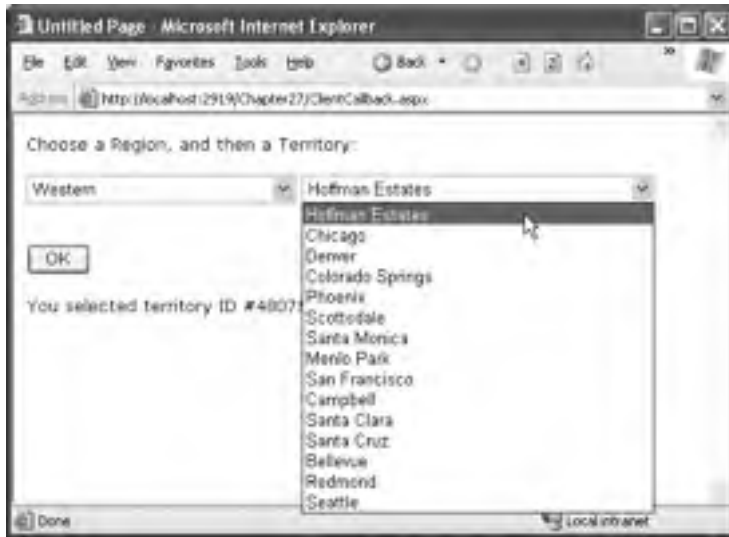 Untitled Page - Microsoft Internet Explorer
File Edit View Favorites Tools Help Back »
Address http://localhost:2919/Chapter27/ClientCallback.aspx
Choose a Region, and then a Territory:
Western Hoffman Estates
Hoffman Estates
Chicago
Denver
Colorado Springs
Phoenix
Scottsdale
Santa Monica
Menlo Park
San Francisco
Campbell
Santa Clara
Santa Cruz
Bellevue
Redmond
Seattle
OK
You selected territory ID
Done Local intranet